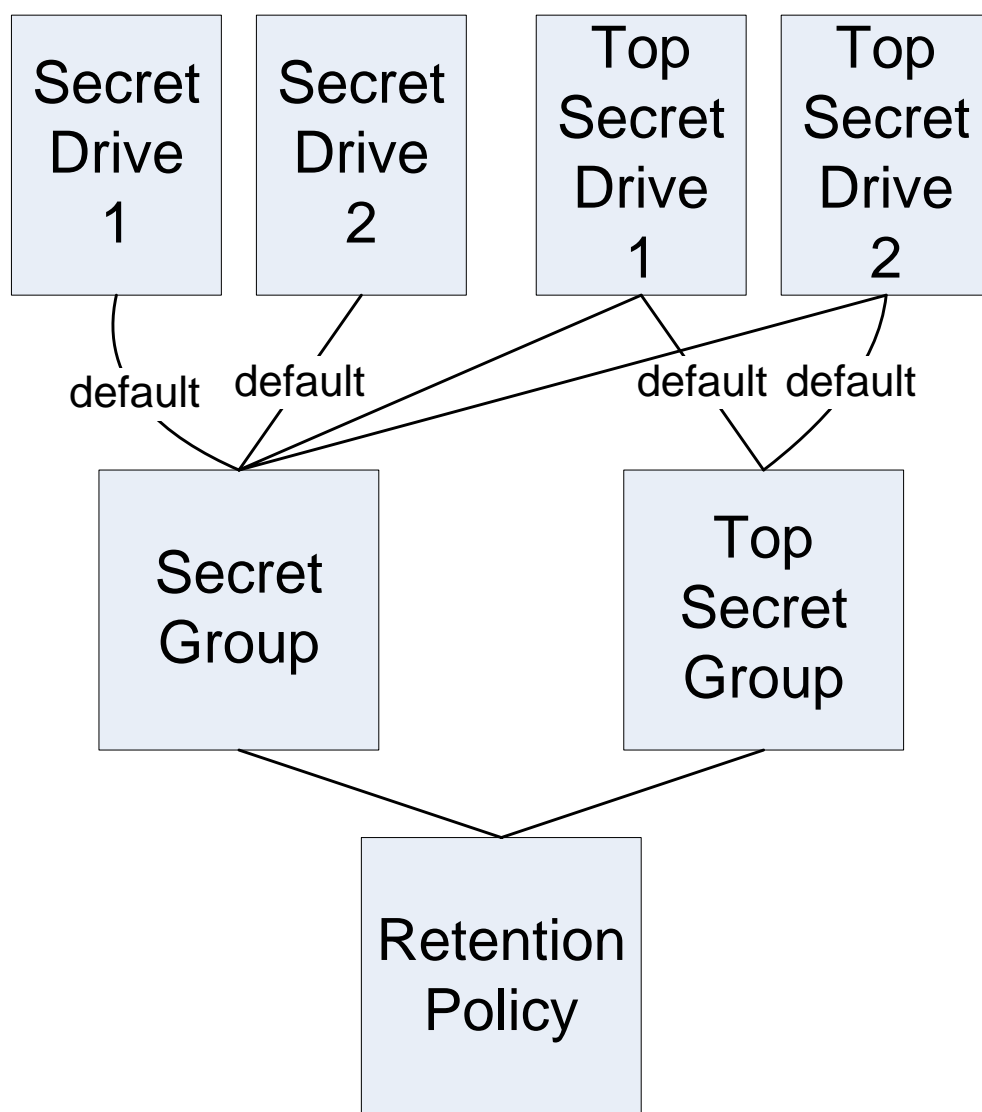 Secret
Drive
1
Secret
Drive
2
Top
Secret
Drive
1
Top
Secret
Drive
2
default
default
default
default
Secret
Group
Top
Secret
Group
Retention
Policy